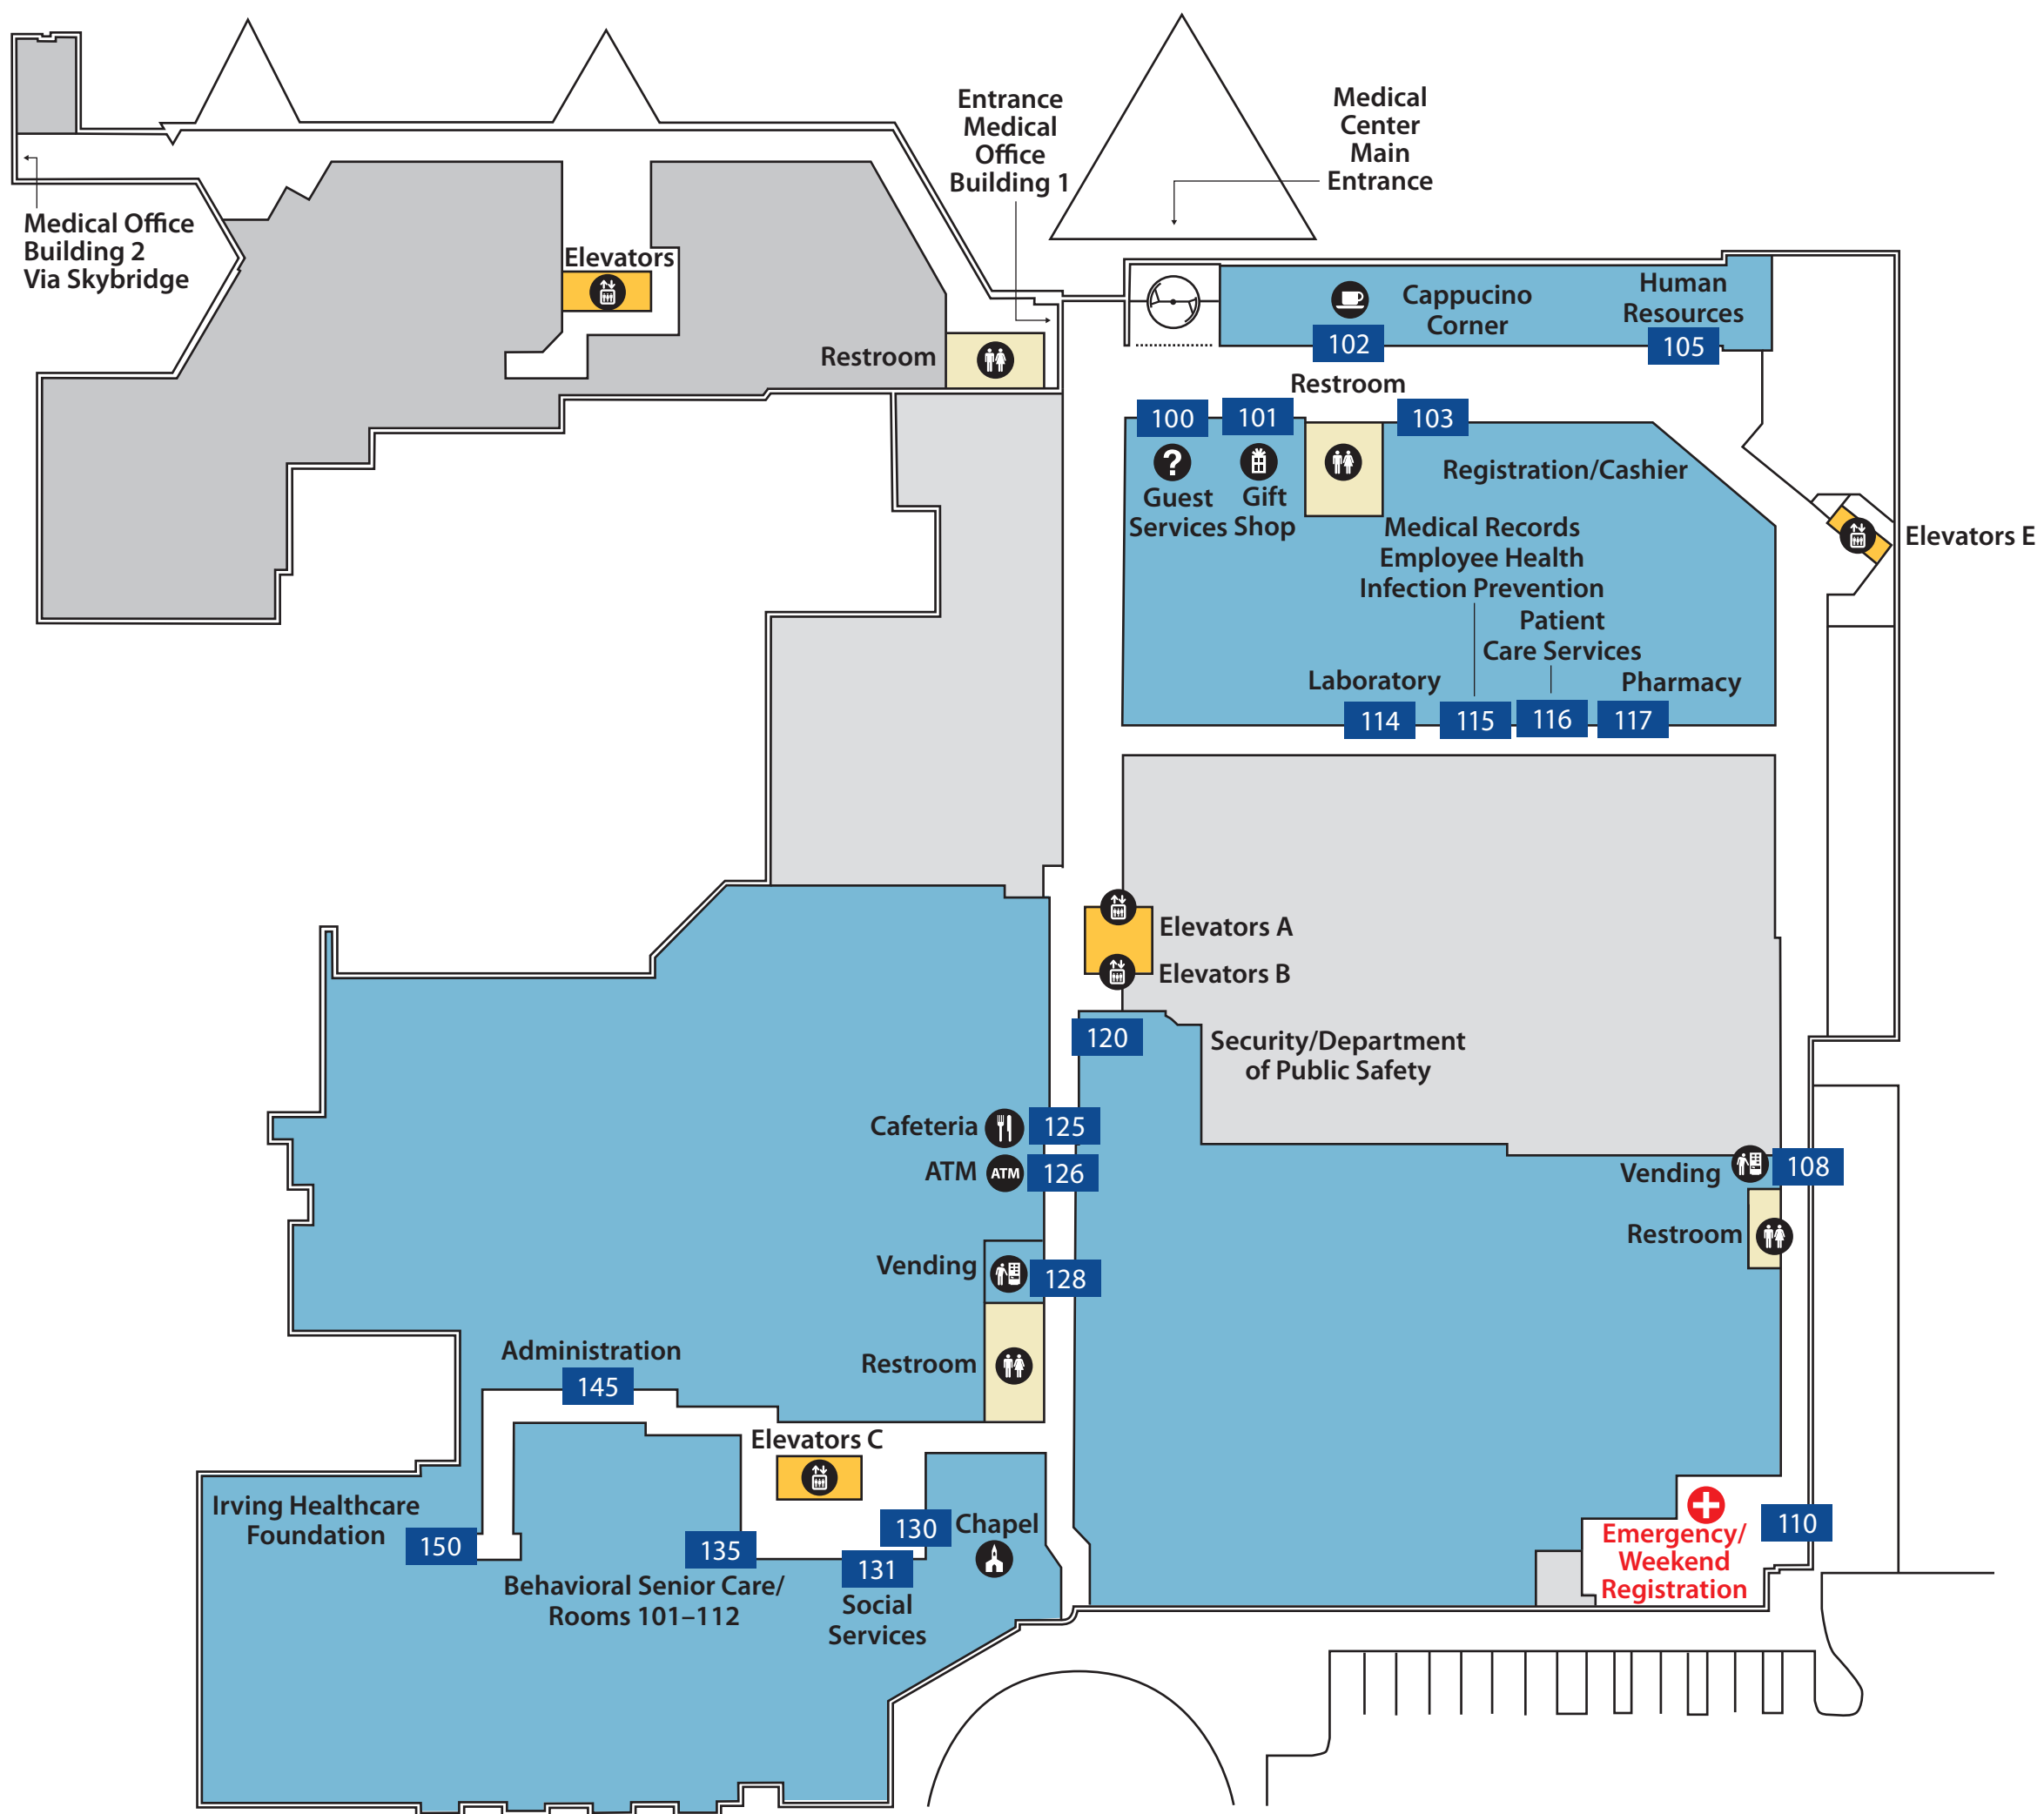 Entrance
Medical
Office
Building 1
Medical
Center
Main
Entrance
Medical Office
Building 2
Via Skybridge
Elevators
Restroom
Cappucino
Corner
102
Human
Resources
105
Restroom
100
101
103
Guest
Services
Gift
Shop
Registration/Cashier
Medical Records
Employee Health
Infection Prevention
Patient
Care Services
Laboratory
Pharmacy
114
115
116
117
Elevators E
Elevators A
Elevators B
120
Security/Department
of Public Safety
Cafeteria
125
ATM
ATM
126
Vending
108
Restroom
Vending
128
Restroom
Administration
145
Elevators C
Irving Healthcare
Foundation
150
135
130
Chapel
131
Behavioral Senior Care/
Rooms 101–112
Social
Services
110
Emergency/
Weekend
Registration